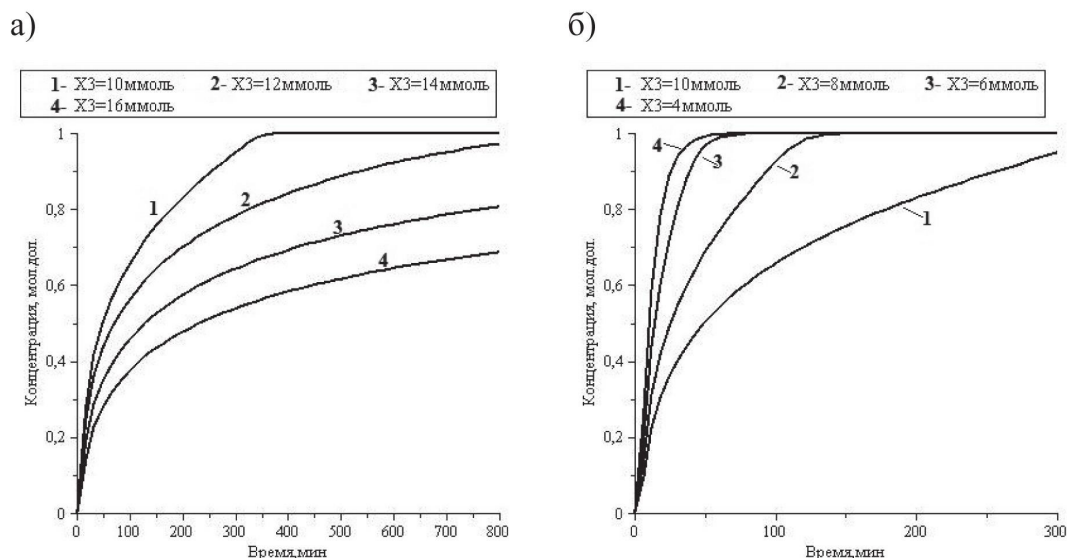 а)
б)
1- X3=10ммоль 2- X3=12ммоль 3- X3=14ммоль
4- X3=16ммоль
1- X3=10ммоль 2- X3=8ммоль 3- X3=6ммоль
4- X3=4ммоль
Концентрация, мол.дол.
1
0,8
0,6
0,4
0,2
0
1
2
3
4
0 100 200 300 400 500 600 700 800
Время,мин
Концентрация, мол.дол.
1
0,8
0,6
0,4
0,2
0
4
3
2
1
0 100 200 300
Время,мин